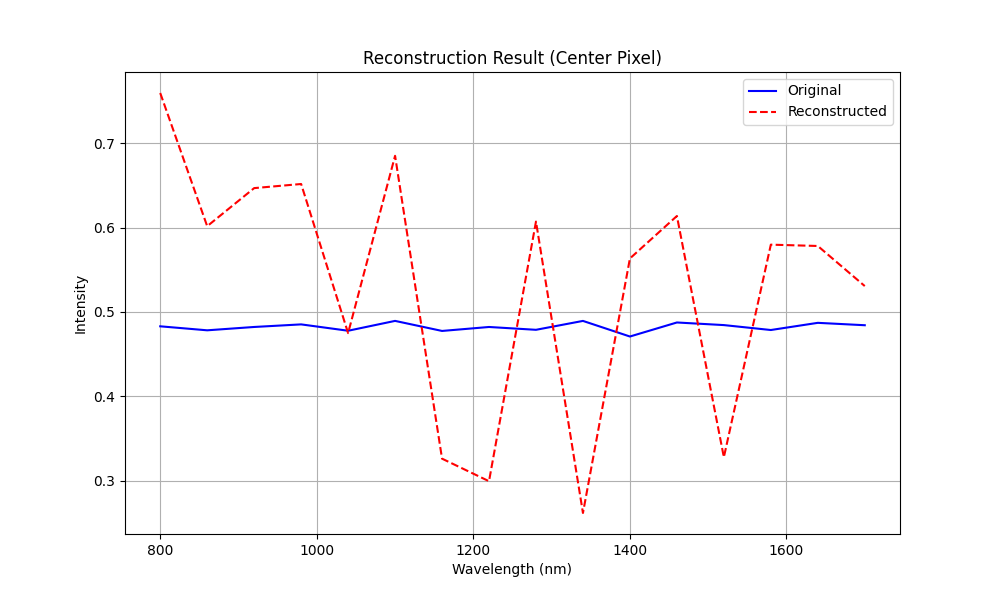 Reconstruction Result (Center Pixel)
Original
Reconstructed
0.7
0.6
0.5
0.4
0.3
Intensity
800
1000
1200
1400
1600
Wavelength (nm)